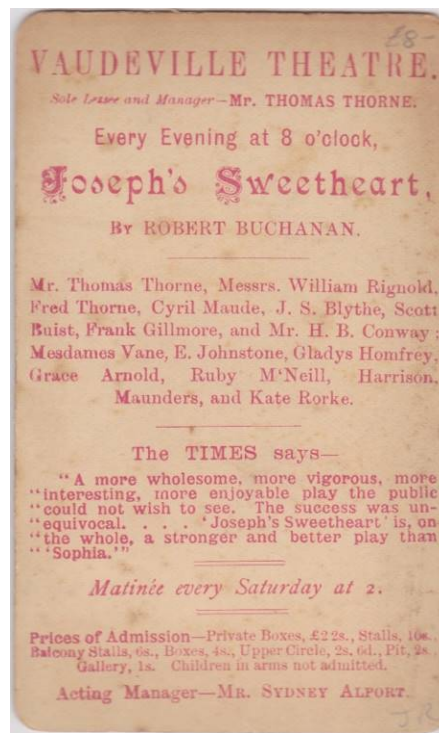 £8-
VAUDEVILLE THEATRE.
Sole Lessee and Manager—Mr. THOMAS THORNE.
Every Evening at 8 o'clock,
Joseph's Sweetheart,
By ROBERT BUCHANAN.
Mr. Thomas Thorne, Messrs. William Rignold,
Fred Thorne, Cyril Maude, J. S. Blythe, Scott
Buist, Frank Gillmore, and Mr. H. B. Conway;
Mesdames Vane, E. Johnstone, Gladys Homfrey,
Grace Arnold, Ruby M'Neill, Harrison,
Maunders, and Kate Rorke.
The TIMES says—
"A more wholesome, more vigorous, more
"interesting, more enjoyable play the public
"could not wish to see. The success was un-
"equivocal. . . . 'Joseph's Sweetheart' is, on
"the whole, a stronger and better play than
"'Sophia.'"
Matinée every Saturday at 2.
Prices of Admission—Private Boxes, £2 2s., Stalls, 10s.,
Balcony Stalls, 6s., Boxes, 4s., Upper Circle, 2s. 6d., Pit, 2s.,
Gallery, 1s. Children in arms not admitted.
Acting Manager—MR. SYDNEY ALPORT.
JR